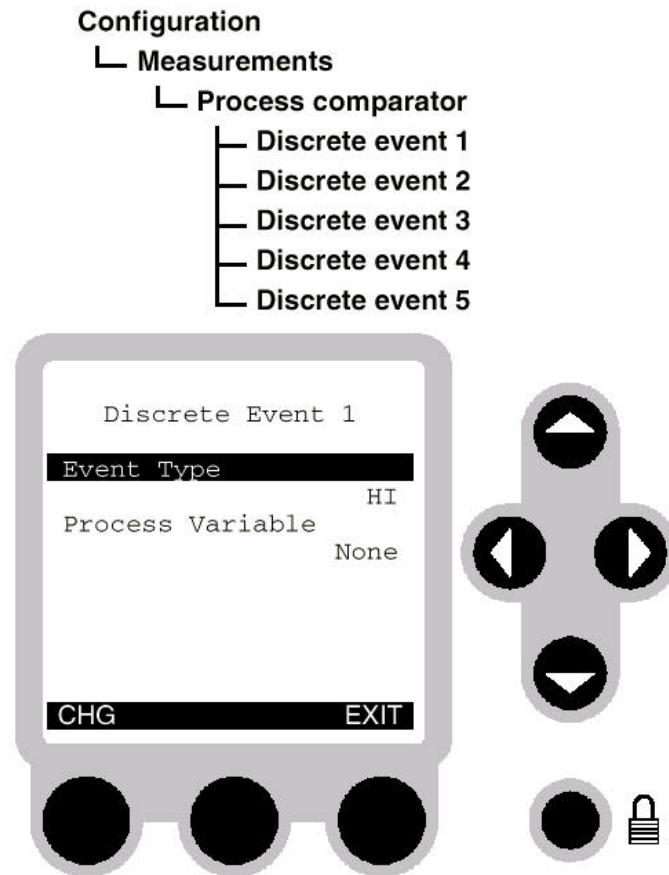 Configuration
Measurements
Process comparator
Discrete event 1
Discrete event 2
Discrete event 3
Discrete event 4
Discrete event 5
Discrete Event 1
Event Type
HI
Process Variable
None
CHG EXIT